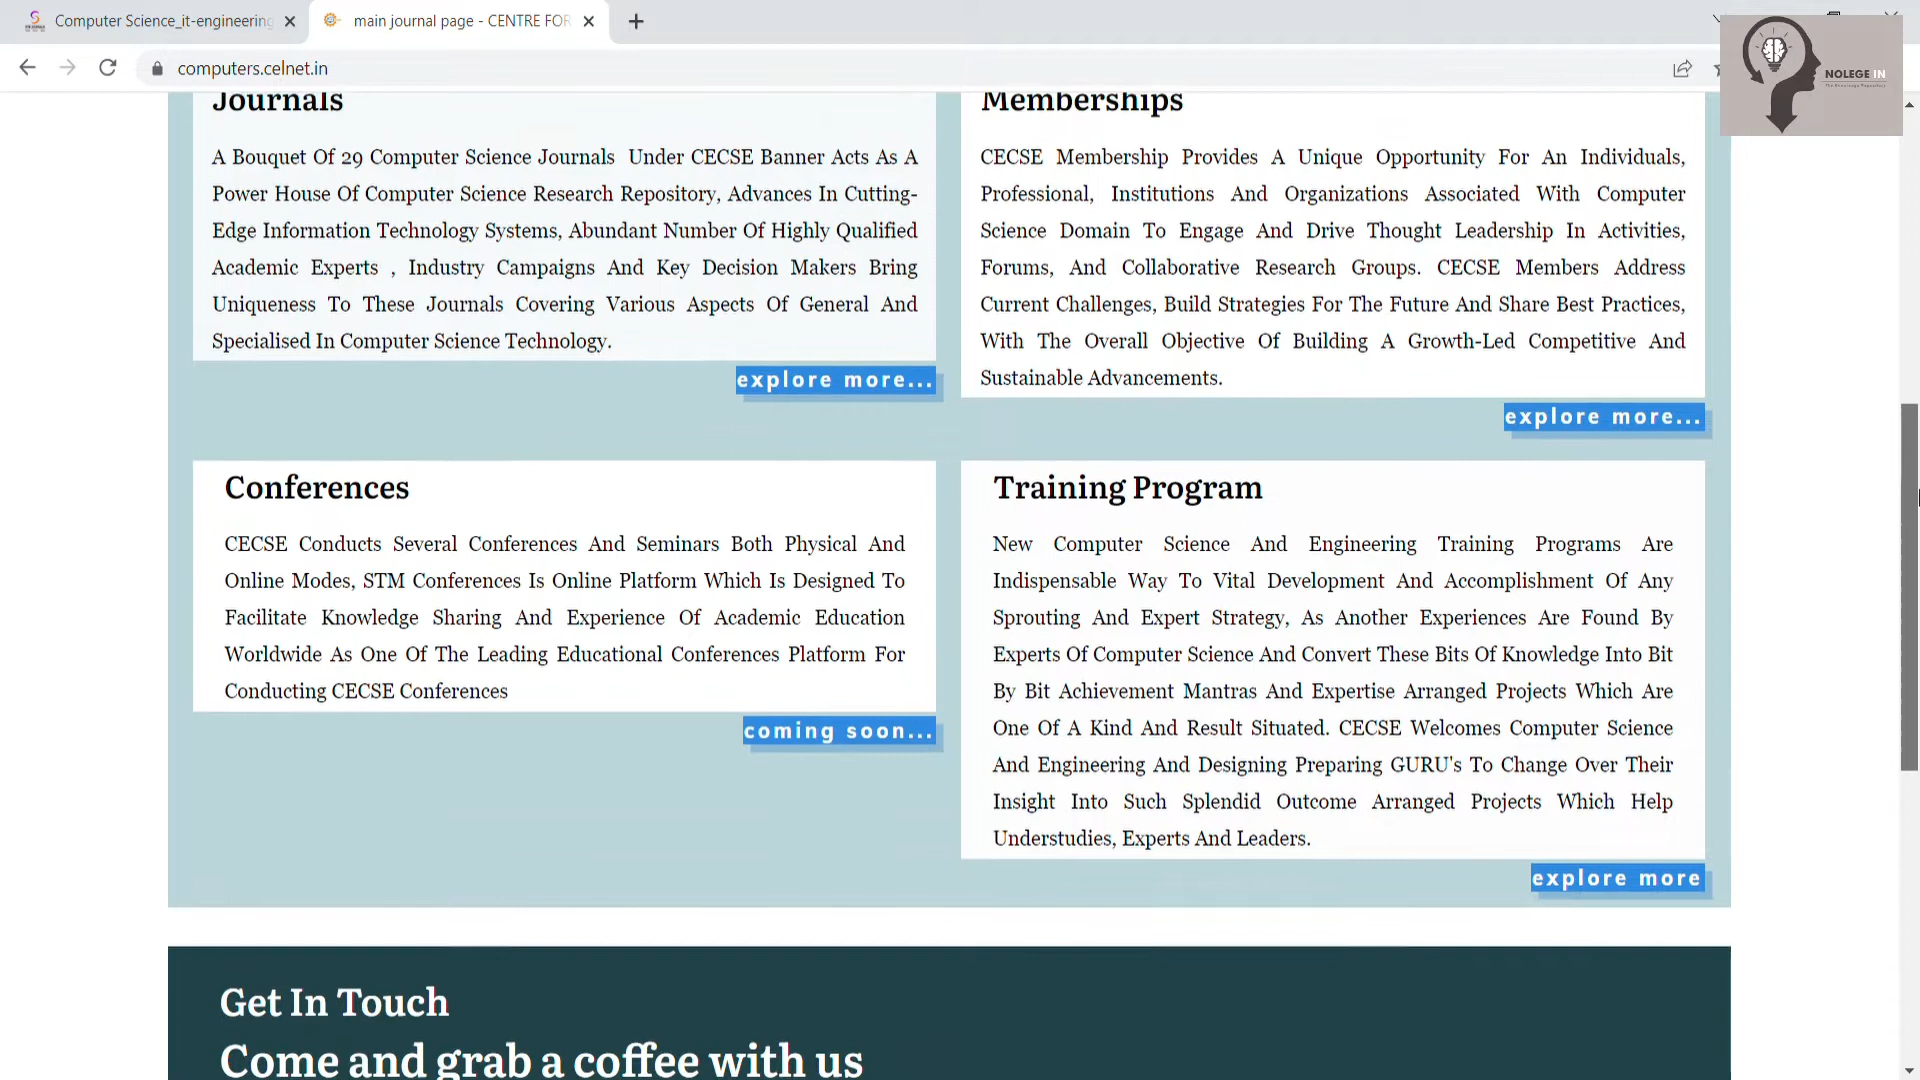 Computer Science_it-engineering
main journal page - CENTRE FOR
computers.celnet.in
NOLEGE IN
The Knowledge Repository
Journals
A Bouquet Of 29 Computer Science Journals Under CECSE Banner Acts As A
Power House Of Computer Science Research Repository, Advances In Cutting-
Edge Information Technology Systems, Abundant Number Of Highly Qualified
Academic Experts , Industry Campaigns And Key Decision Makers Bring
Uniqueness To These Journals Covering Various Aspects Of General And
Specialised In Computer Science Technology.
explore more...
Memberships
CECSE Membership Provides A Unique Opportunity For An Individuals,
Professional, Institutions And Organizations Associated With Computer
Science Domain To Engage And Drive Thought Leadership In Activities,
Forums, And Collaborative Research Groups. CECSE Members Address
Current Challenges, Build Strategies For The Future And Share Best Practices,
With The Overall Objective Of Building A Growth-Led Competitive And
Sustainable Advancements.
explore more...
Conferences
CECSE Conducts Several Conferences And Seminars Both Physical And
Online Modes, STM Conferences Is Online Platform Which Is Designed To
Facilitate Knowledge Sharing And Experience Of Academic Education
Worldwide As One Of The Leading Educational Conferences Platform For
Conducting CECSE Conferences
coming soon...
Training Program
New Computer Science And Engineering Training Programs Are
Indispensable Way To Vital Development And Accomplishment Of Any
Sprouting And Expert Strategy, As Another Experiences Are Found By
Experts Of Computer Science And Convert These Bits Of Knowledge Into Bit
By Bit Achievement Mantras And Expertise Arranged Projects Which Are
One Of A Kind And Result Situated. CECSE Welcomes Computer Science
And Engineering And Designing Preparing GURU's To Change Over Their
Insight Into Such Splendid Outcome Arranged Projects Which Help
Understudies, Experts And Leaders.
explore more
Get In Touch
Come and grab a coffee with us